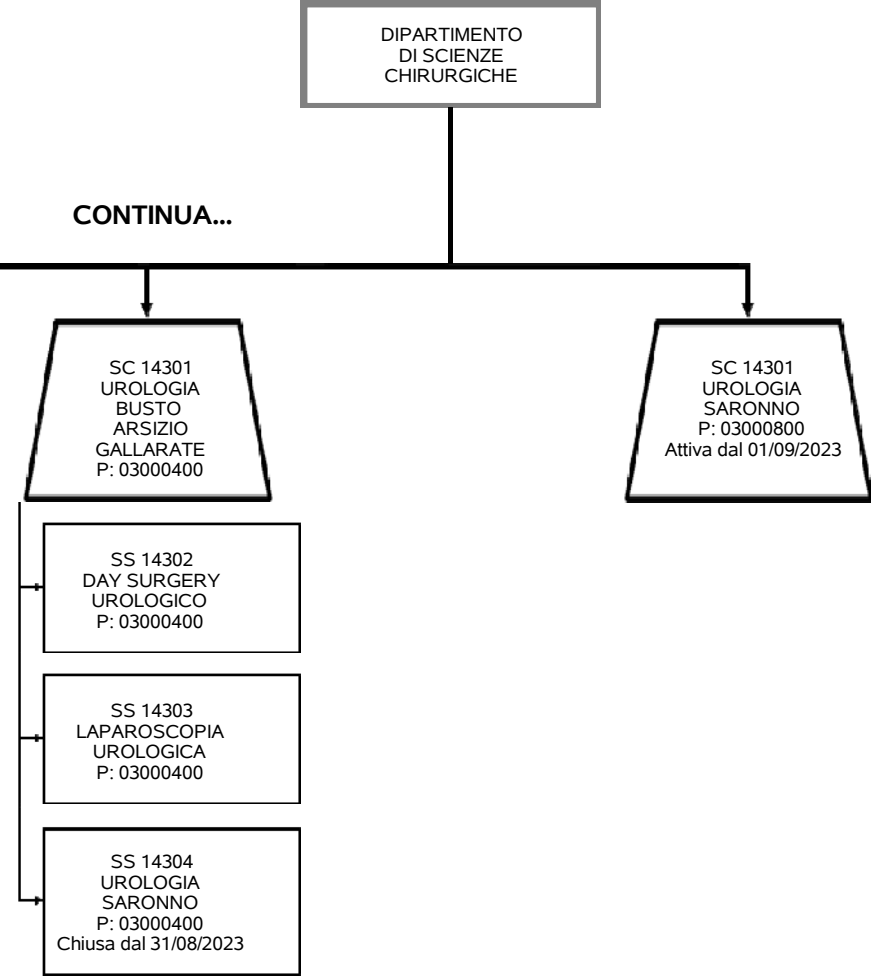 DIPARTIMENTO
DI SCIENZE
CHIRURGICHE
CONTINUA...
SC 14301
UROLOGIA
BUSTO
ARSIZIO
GALLARATE
P: 03000400
SC 14301
UROLOGIA
SARONNO
P: 03000800
Attiva dal 01/09/2023
SS 14302
DAY SURGERY
UROLOGICO
P: 03000400
SS 14303
LAPAROSCOPIA
UROLOGICA
P: 03000400
SS 14304
UROLOGIA
SARONNO
P: 03000400
Chiusa dal 31/08/2023